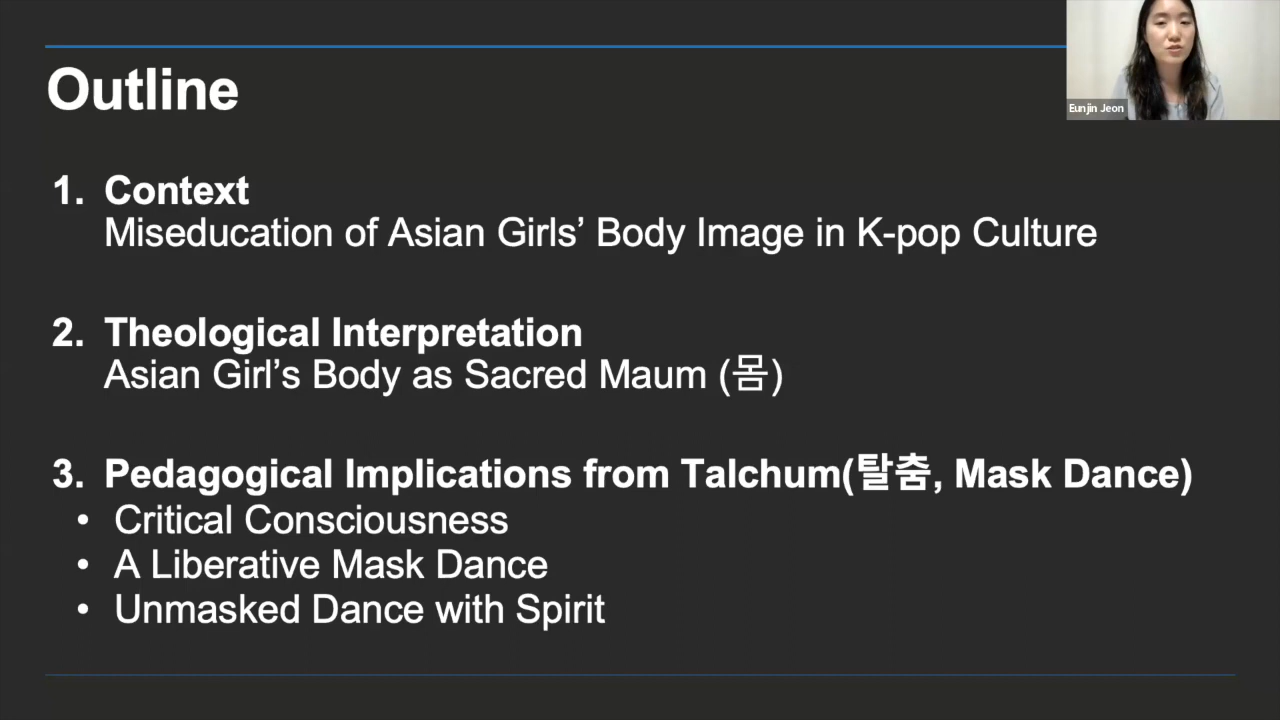 Outline
Eunjin Jeon
1. Context
Miseducation of Asian Girls’ Body Image in K-pop Culture
2. Theological Interpretation
Asian Girl’s Body as Sacred Maum (몸)
3. Pedagogical Implications from Talchum(탈춤, Mask Dance)
• Critical Consciousness
• A Liberative Mask Dance
• Unmasked Dance with Spirit